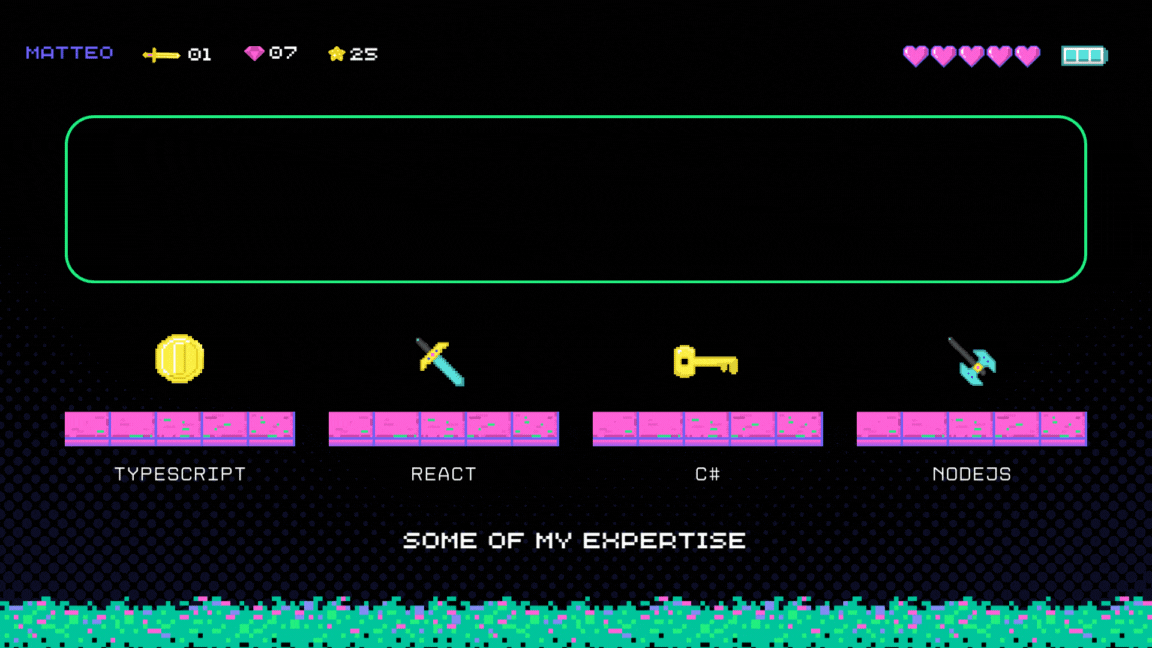 MATTEO 01 07 25
TYPESCRIPT REACT C# NODEJS
SOME OF MY EXPERTISE